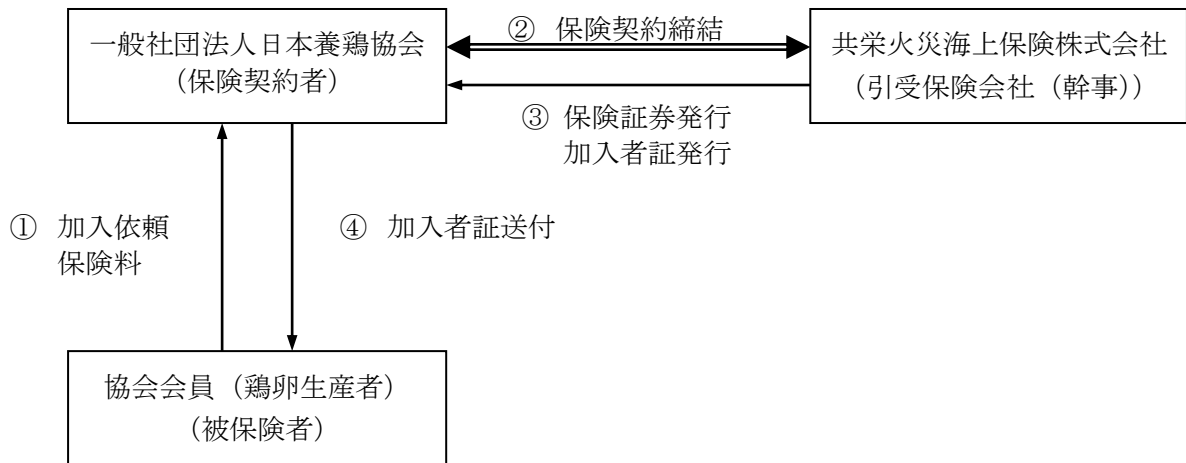 一般社団法人日本養鶏協会
(保険契約者)
② 保険契約締結
共栄火災海上保険株式会社
(引受保険会社(幹事))
③ 保険証券発行
加入者証発行
① 加入依頼
保険料
④ 加入者証送付
協会会員(鶏卵生産者)
(被保険者)